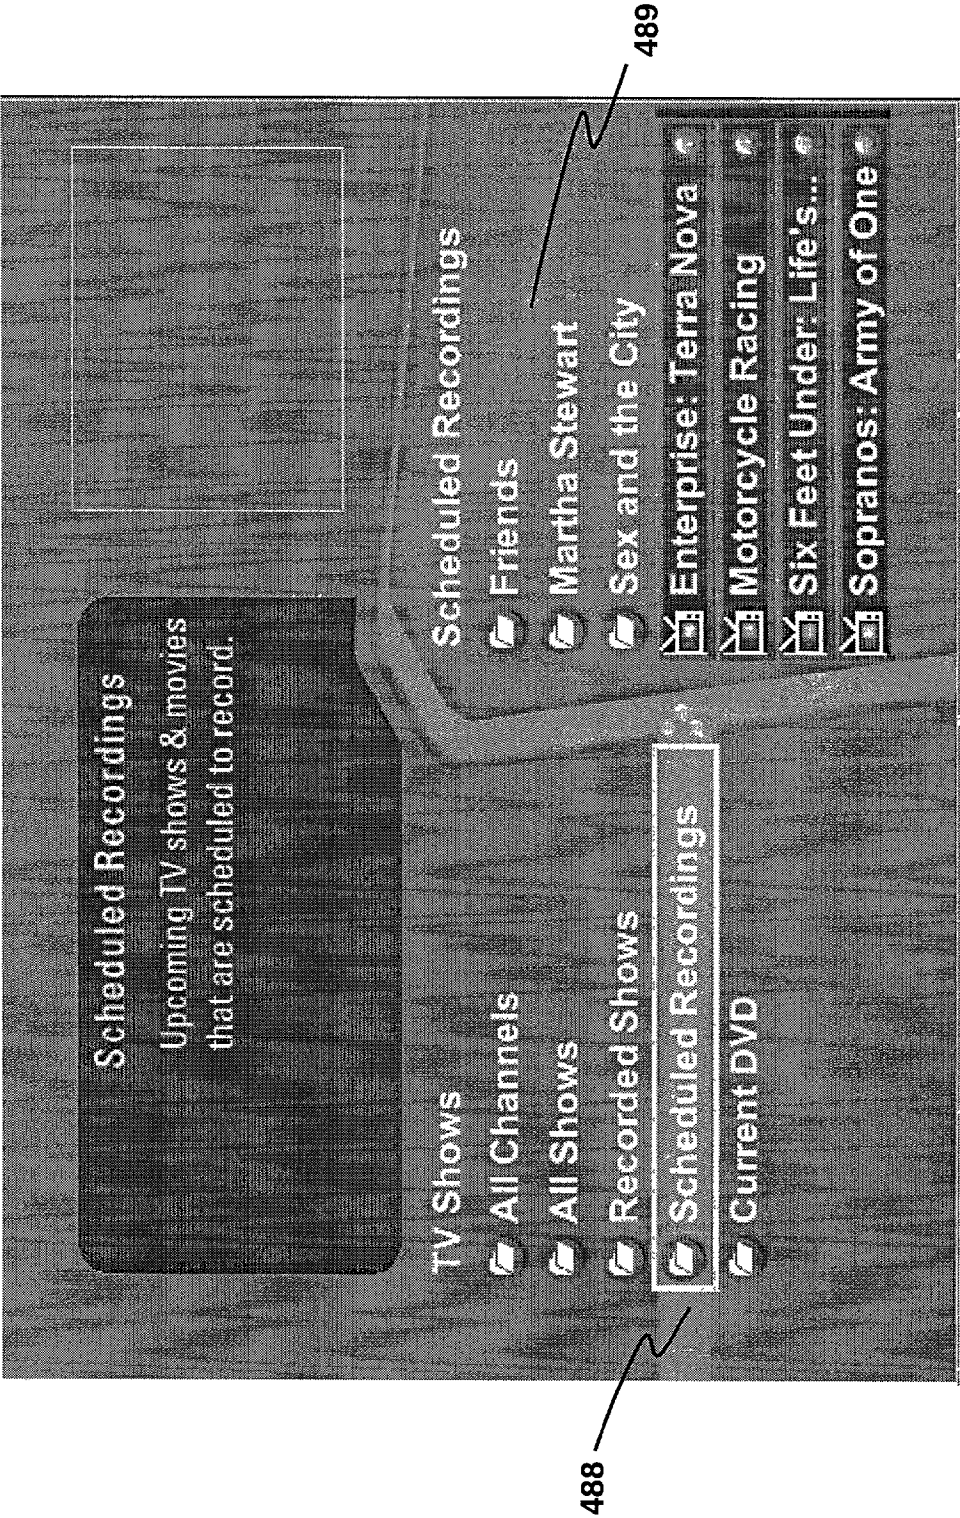 Scheduled Recordings
Upcoming TV shows & movies
that are scheduled to record.
TV Shows
All Channels
All Shows
Recorded Shows
Scheduled Recordings
Current DVD
Scheduled Recordings
Friends
Martha Stewart
Sex and the City
Enterprise: Terra Nova
Motorcycle Racing
Six Feet Under: Life's...
Sopranos: Army of One
488
489